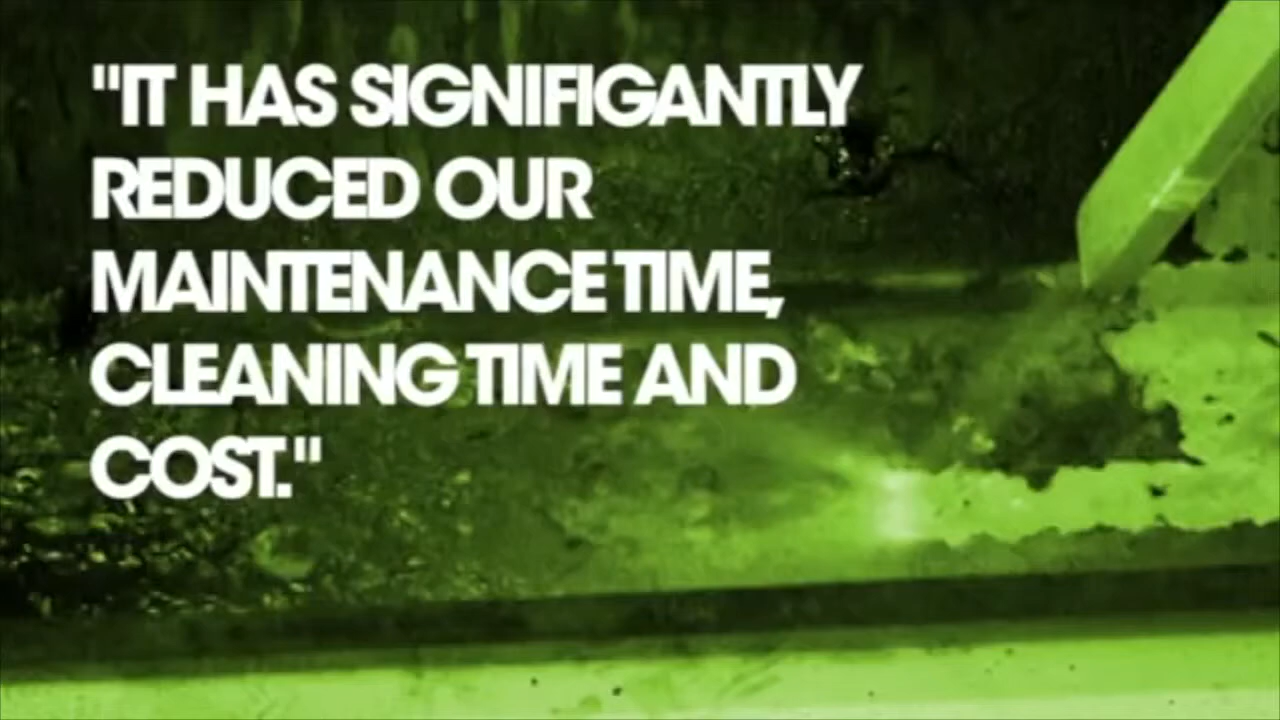 "IT HAS SIGNIFIGANTLY
REDUCED OUR
MAINTENANCE TIME,
CLEANING TIME AND
COST."